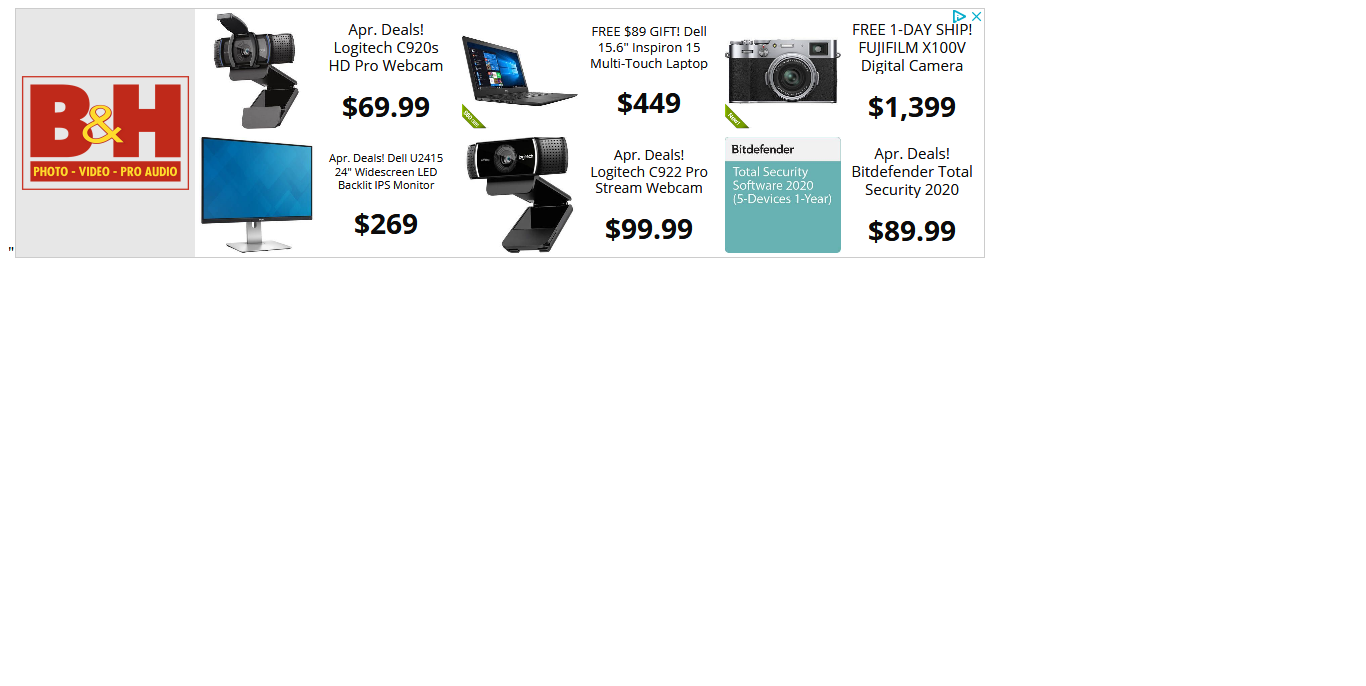 B&H
PHOTO - VIDEO - PRO AUDIO
Apr. Deals!
Logitech C920s
HD Pro Webcam
$69.99
FREE $89 GIFT! Dell
15.6" Inspiron 15
Multi-Touch Laptop
$449
FREE 1-DAY SHIP!
FUJIFILM X100V
Digital Camera
$1,399
New!
Apr. Deals! Dell U2415
24" Widescreen LED
Backlit IPS Monitor
$269
logitech
Apr. Deals!
Logitech C922 Pro
Stream Webcam
$99.99
Bitdefender
Total Security
Software 2020
(5-Devices 1-Year)
Apr. Deals!
Bitdefender Total
Security 2020
$89.99
"